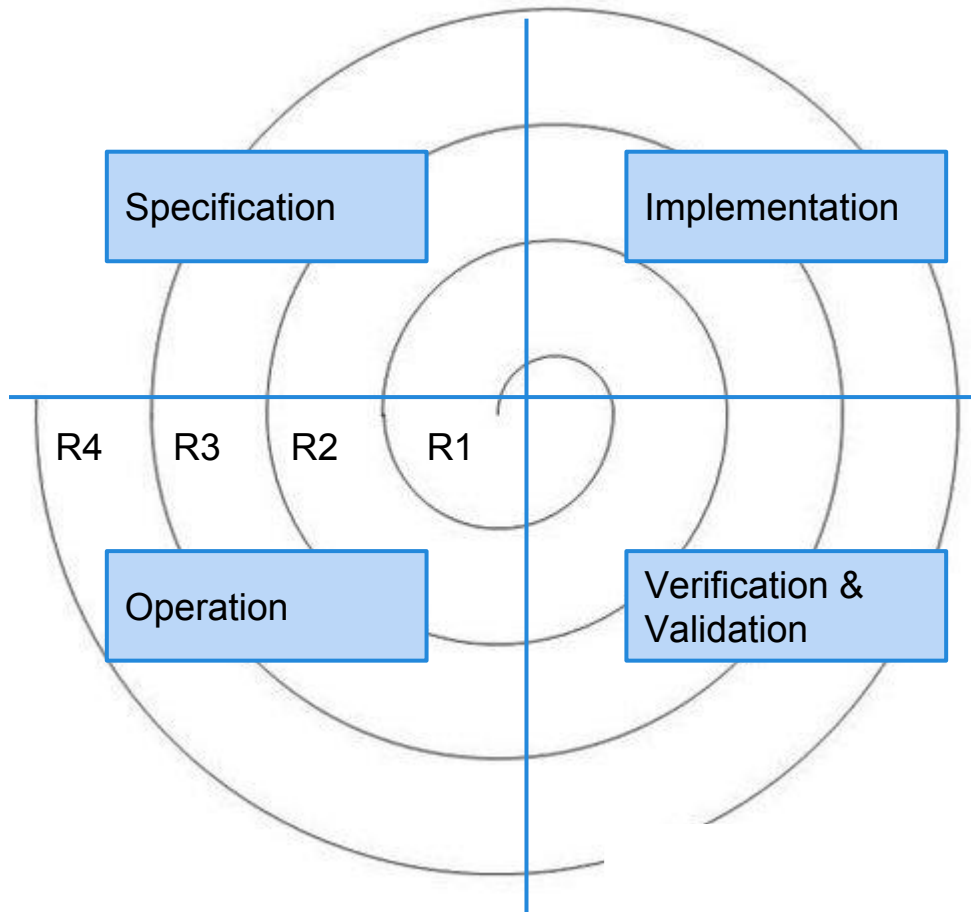 Specification
Implementation
R4
R3
R2
R1
Operation
Verification &
Validation